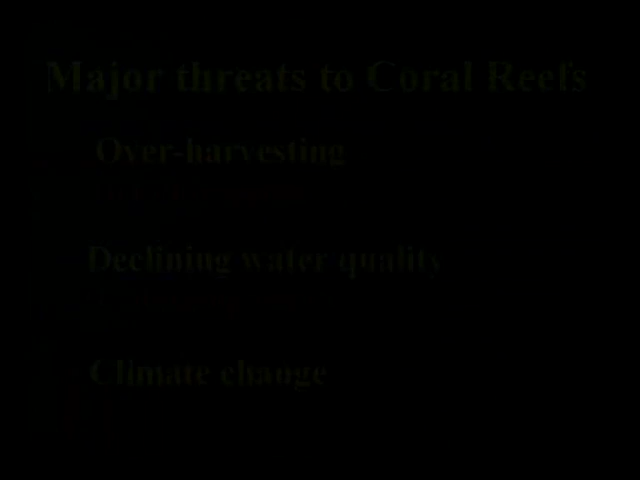 Major threats to Coral Reefs
Over-harvesting
Declining water quality
Climate change